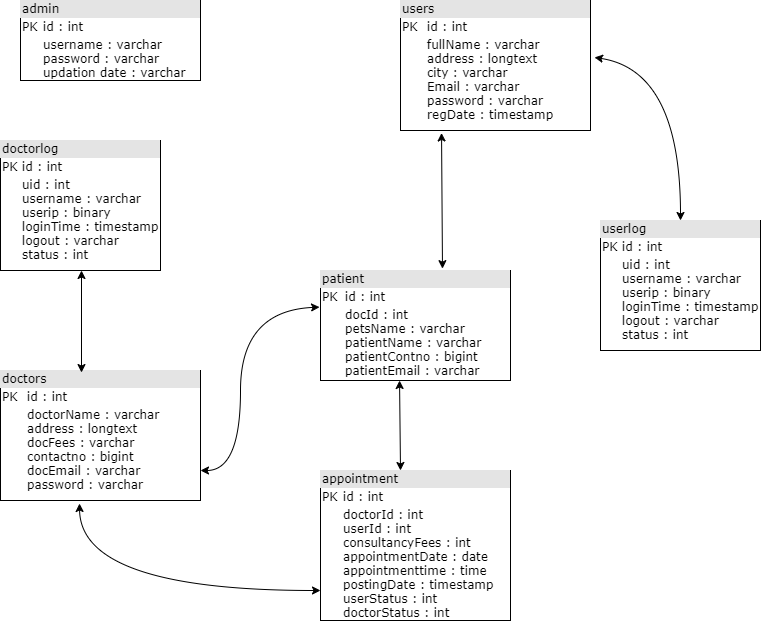 admin
PK id : int
username : varchar
password : varchar
updation date : varchar
users
PK id : int
fullName : varchar
address : longtext
city : varchar
Email : varchar
password : varchar
regDate : timestamp
doctorlog
PK id : int
uid : int
username : varchar
userip : binary
loginTime : timestamp
logout : varchar
status : int
userlog
PK id : int
uid : int
username : varchar
userip : binary
loginTime : timestamp
logout : varchar
status : int
patient
PK id : int
docId : int
petsName : varchar
patientName : varchar
patientContno : bigint
patientEmail : varchar
doctors
PK id : int
doctorName : varchar
address : longtext
docFees : varchar
contactno : bigint
docEmail : varchar
password : varchar
appointment
PK id : int
doctorId : int
userId : int
consultancyFees : int
appointmentDate : date
appointmenttime : time
postingDate : timestamp
userStatus : int
doctorStatus : int